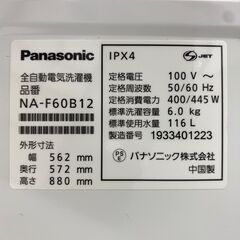 Panasonic
全自動電気洗濯機
品番
NA-F60B12
外形寸法
幅 562 mm
奥行 572 mm
高さ 880 mm
IPX4
JET
定格電圧 100 V ～
定格周波数 50/60 Hz
定格消費電力 400/445 W
標準洗濯容量 6.0 kg
標準使用水量 116 L
製造番号 1933401223
PS E
パナソニック株式会社
中国製